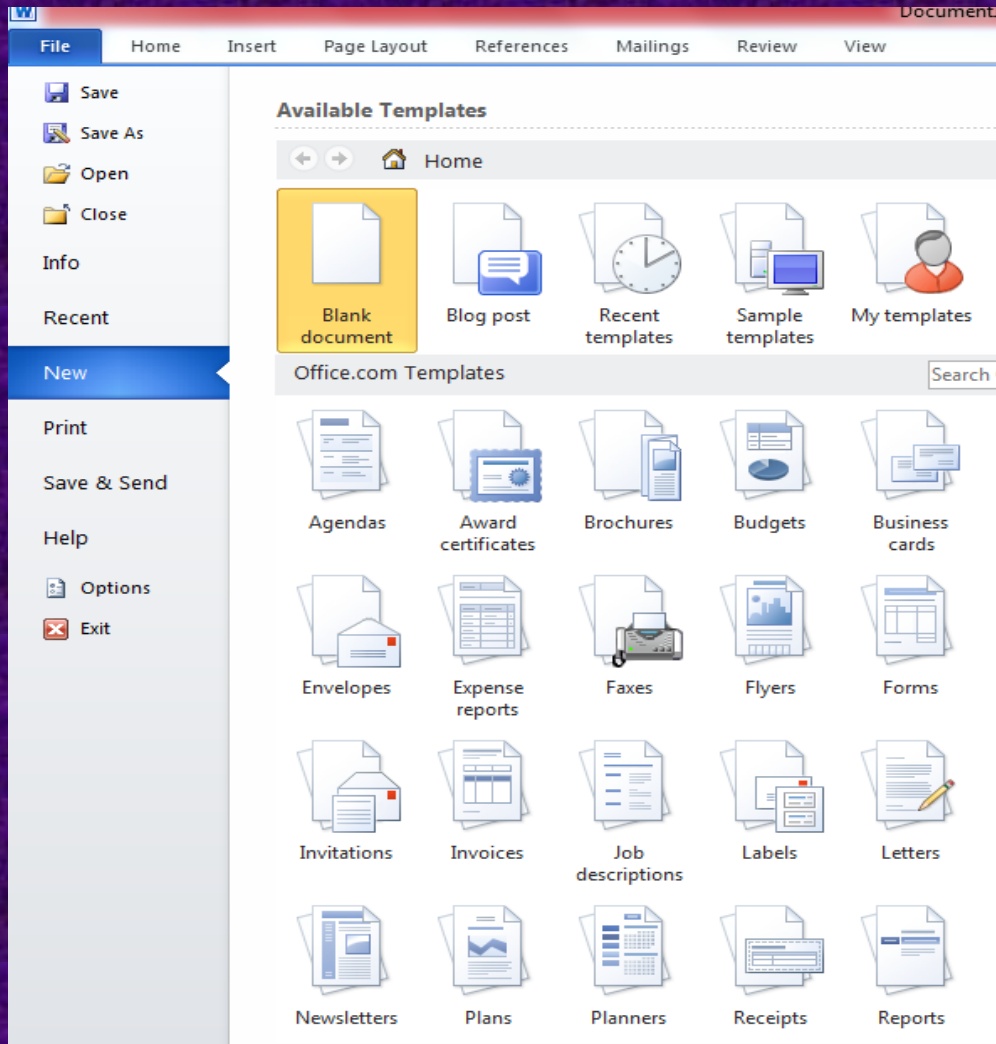 W
Document
File Home Insert Page Layout References Mailings Review View
Save
Save As
Open
Close
Info
Recent
New
Print
Save & Send
Help
Options
Exit
Available Templates
Home
Blank document
Blog post
Recent templates
Sample templates
My templates
Office.com Templates
Search
Agendas
Award certificates
Brochures
Budgets
Business cards
Envelopes
Expense reports
Faxes
Flyers
Forms
Invitations
Invoices
Job descriptions
Labels
Letters
Newsletters
Plans
Planners
Receipts
Reports